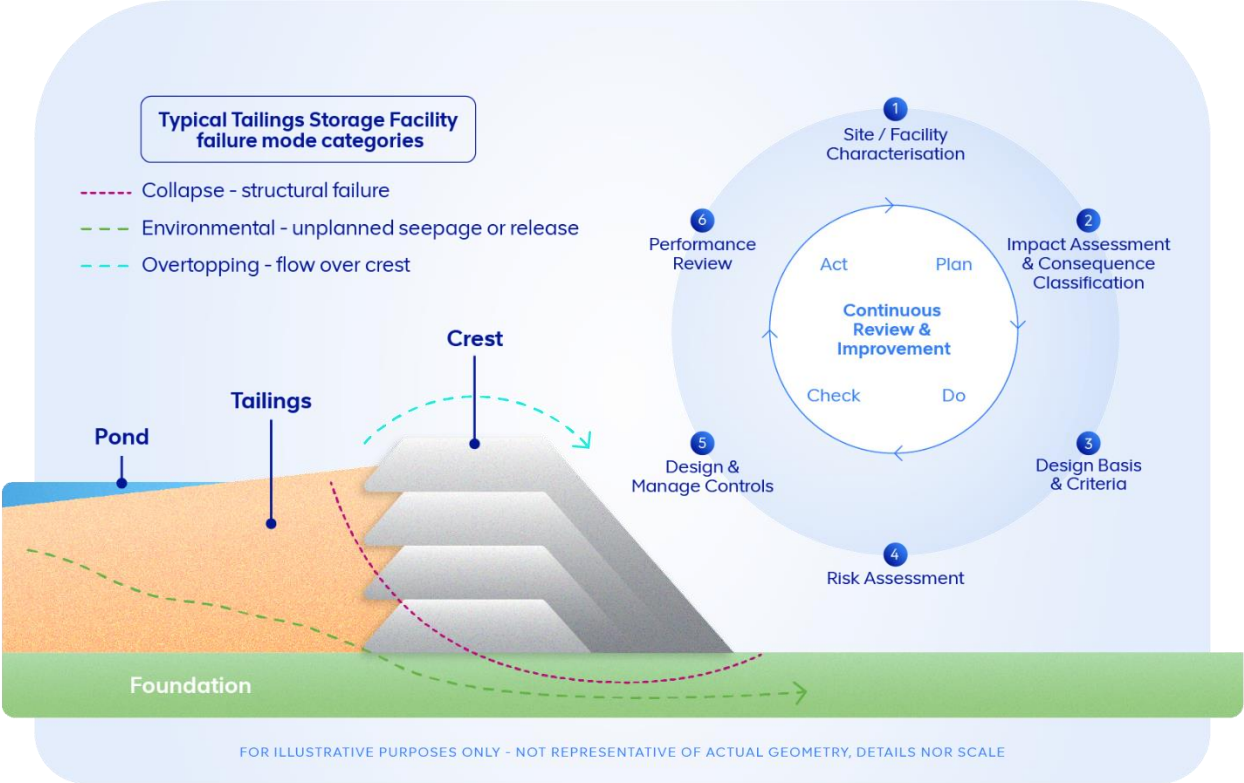 Typical Tailings Storage Facility
failure mode categories
Collapse - structural failure
Environmental - unplanned seepage or release
Overtopping - flow over crest
Crest
Tailings
Pond
Foundation
1
Site / Facility
Characterisation
2
Impact Assessment
& Consequence
Classification
3
Design Basis
& Criteria
4
Risk Assessment
5
Design &
Manage Controls
6
Performance
Review
Act
Plan
Continuous
Review &
Improvement
Check
Do
FOR ILLUSTRATIVE PURPOSES ONLY - NOT REPRESENTATIVE OF ACTUAL GEOMETRY, DETAILS NOR SCALE